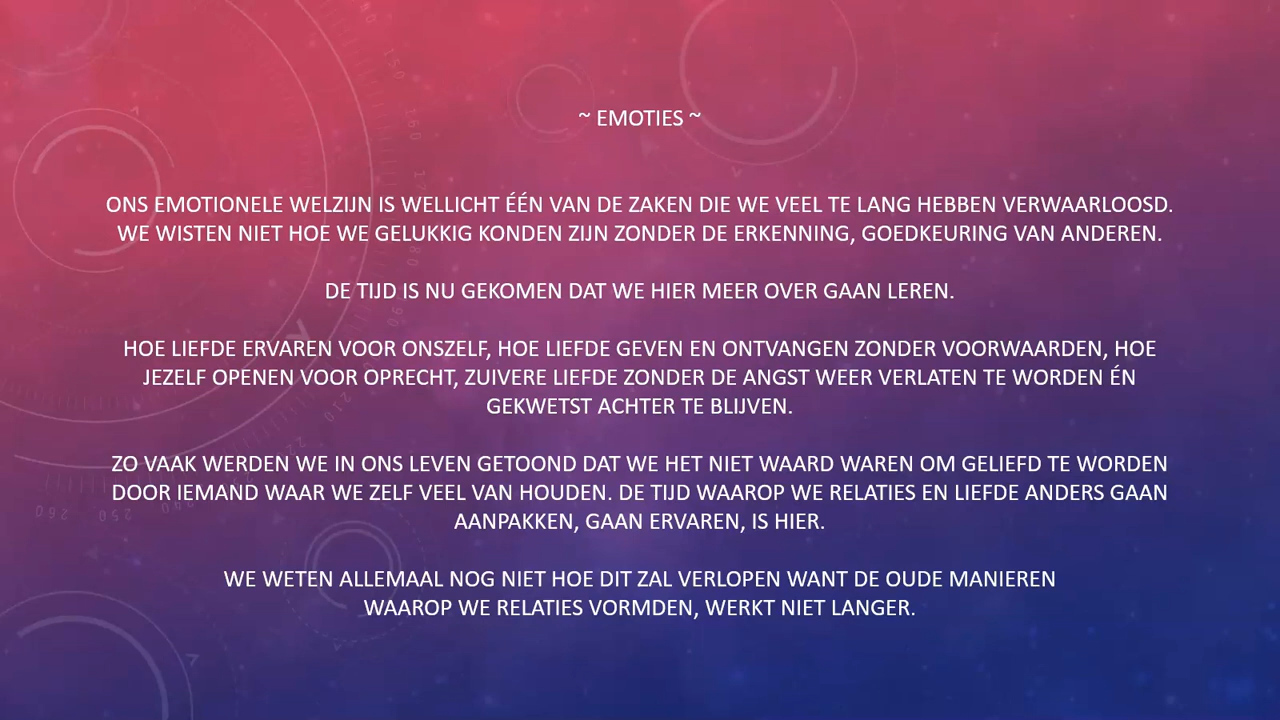 ~ EMOTIES ~
ONS EMOTIONELE WELZIJN IS WELLICHT ÉÉN VAN DE ZAKEN DIE WE VEEL TE LANG HEBBEN VERWAARLOOSD.
WE WISTEN NIET HOE WE GELUKKIG KONDEN ZIJN ZONDER DE ERKENNING, GOEDKEURING VAN ANDEREN.
DE TIJD IS NU GEKOMEN DAT WE HIER MEER OVER GAAN LEREN.
HOE LIEFDE ERVAREN VOOR ONSZELF, HOE LIEFDE GEVEN EN ONTVANGEN ZONDER VOORWAARDEN, HOE
JEZELF OPENEN VOOR OPRECHT, ZUIVERE LIEFDE ZONDER DE ANGST WEER VERLATEN TE WORDEN ÉN
GEKWETST ACHTER TE BLIJVEN.
ZO VAAK WERDEN WE IN ONS LEVEN GETOOND DAT WE HET NIET WAARD WAREN OM GELIEFD TE WORDEN
DOOR IEMAND WAAR WE ZELF VEEL VAN HOUDEN. DE TIJD WAAROP WE RELATIES EN LIEFDE ANDERS GAAN
AANPAKKEN, GAAN ERVAREN, IS HIER.
WE WETEN ALLEMAAL NOG NIET HOE DIT ZAL VERLOPEN WANT DE OUDE MANIEREN
WAAROP WE RELATIES VORMDEN, WERKT NIET LANGER.
150
160
210
250
260